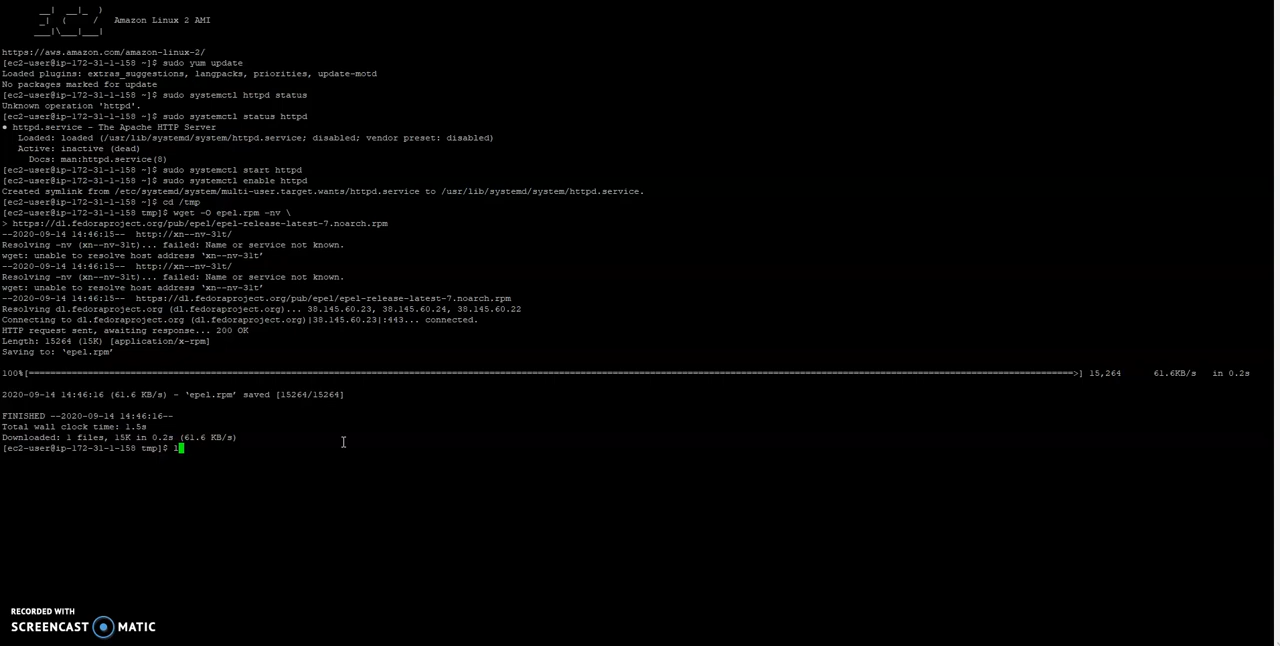 __|  __|_  )
_|  (     /   Amazon Linux 2 AMI
___|\___|___|
https://aws.amazon.com/amazon-linux-2/
[ec2-user@ip-172-31-1-158 ~]$ sudo yum update
Loaded plugins: extras_suggestions, langpacks, priorities, update-motd
No packages marked for update
[ec2-user@ip-172-31-1-158 ~]$ sudo systemctl httpd status
Unknown operation 'httpd'.
[ec2-user@ip-172-31-1-158 ~]$ sudo systemctl status httpd
● httpd.service - The Apache HTTP Server
Loaded: loaded (/usr/lib/systemd/system/httpd.service; disabled; vendor preset: disabled)
Active: inactive (dead)
Docs: man:httpd.service(8)
[ec2-user@ip-172-31-1-158 ~]$ sudo systemctl start httpd
[ec2-user@ip-172-31-1-158 ~]$ sudo systemctl enable httpd
Created symlink from /etc/systemd/system/multi-user.target.wants/httpd.service to /usr/lib/systemd/system/httpd.service.
[ec2-user@ip-172-31-1-158 ~]$ cd /tmp
[ec2-user@ip-172-31-1-158 tmp]$ wget -O epel.rpm –nv \
> https://dl.fedoraproject.org/pub/epel/epel-release-latest-7.noarch.rpm
--2020-09-14 14:46:15--  http://xn--nv-31t/
Resolving –nv (xn--nv-31t)... failed: Name or service not known.
wget: unable to resolve host address ‘xn--nv-31t’
--2020-09-14 14:46:15--  http://xn--nv-31t/
Resolving –nv (xn--nv-31t)... failed: Name or service not known.
wget: unable to resolve host address ‘xn--nv-31t’
--2020-09-14 14:46:15--  https://dl.fedoraproject.org/pub/epel/epel-release-latest-7.noarch.rpm
Resolving dl.fedoraproject.org (dl.fedoraproject.org)... 38.145.60.23, 38.145.60.24, 38.145.60.22
Connecting to dl.fedoraproject.org (dl.fedoraproject.org)|38.145.60.23|:443... connected.
HTTP request sent, awaiting response... 200 OK
Length: 15264 (15K) [application/x-rpm]
Saving to: ‘epel.rpm’
100%[======================================================>] 15,264      61.6KB/s   in 0.2s
2020-09-14 14:46:16 (61.6 KB/s) - ‘epel.rpm’ saved [15264/15264]
FINISHED --2020-09-14 14:46:16--
Total wall clock time: 1.5s
Downloaded: 1 files, 15K in 0.2s (61.6 KB/s)
[ec2-user@ip-172-31-1-158 tmp]$ l
RECORDED WITH
SCREENCAST MATIC